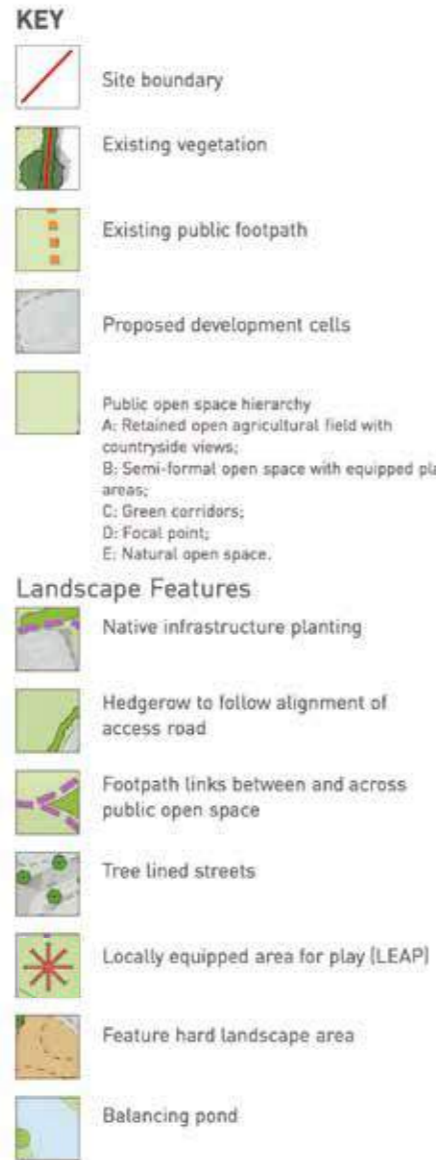 KEY
Site boundary
Existing vegetation
Existing public footpath
Proposed development cells
Public open space hierarchy
A: Retained open agricultural field with
countryside views;
B: Semi-formal open space with equipped pla
areas;
C: Green corridors;
D: Focal point;
E: Natural open space.
Landscape Features
Native infrastructure planting
Hedgerow to follow alignment of
access road
Footpath links between and across
public open space
Tree lined streets
Locally equipped area for play (LEAP)
Feature hard landscape area
Balancing pond